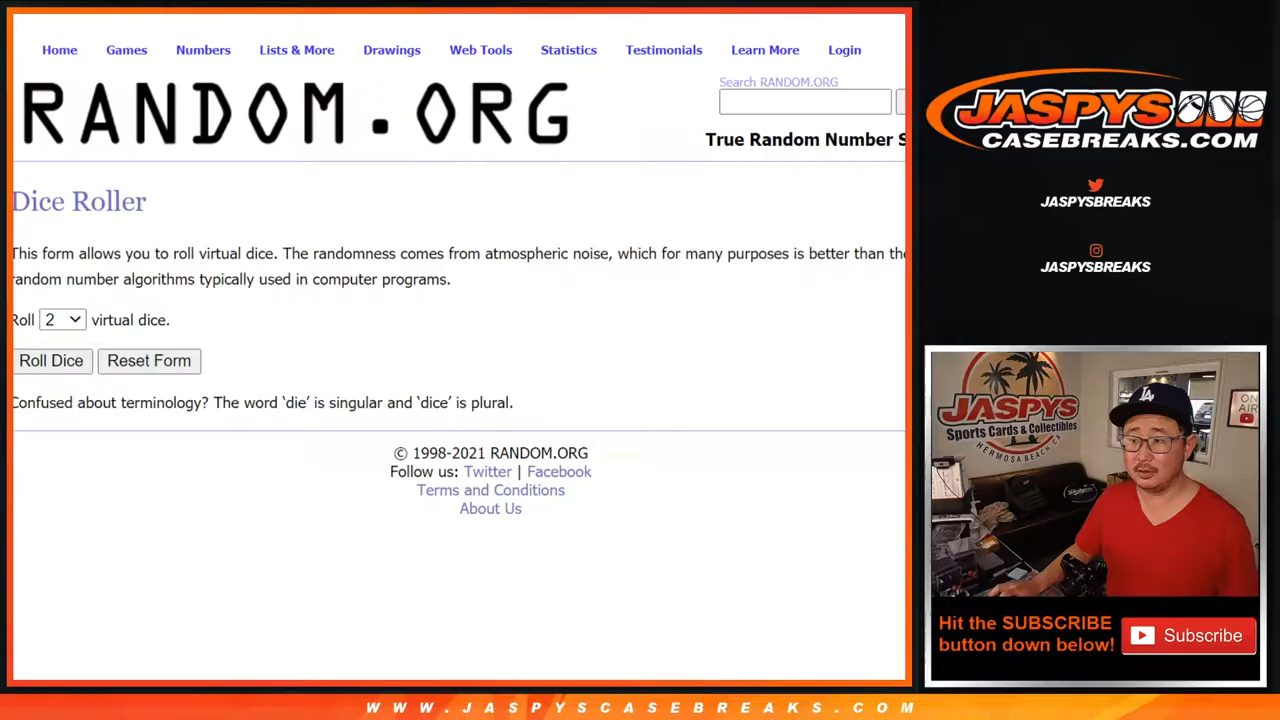 Home Games Numbers Lists & More Drawings Web Tools Statistics Testimonials Learn More Login
RANDOM.ORG
Search RANDOM.ORG
True Random Number S
Dice Roller
This form allows you to roll virtual dice. The randomness comes from atmospheric noise, which for many purposes is better than the
random number algorithms typically used in computer programs.
Roll 2 virtual dice.
Roll Dice Reset Form
Confused about terminology? The word ‘die’ is singular and ‘dice’ is plural.
© 1998-2021 RANDOM.ORG
Follow us: Twitter | Facebook
Terms and Conditions
About Us
JASPYS
CASEBREAKS.COM
JASPYSBREAKS
JASPYSBREAKS
JASPYS
Sports Cards & Collectibles
HERMOSA BEACH, CA
ON
AIR
LA
Hit the SUBSCRIBE
button down below!
Subscribe
WWW.JASPYSCASEBREAKS.COM